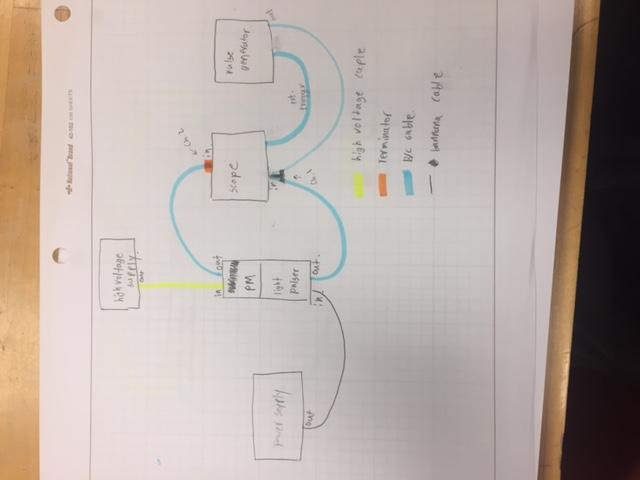 National Brand 42-182 100 SHEETS
high voltage
supply
out
Ch 2
in out
in
PM
scope
pulse
generator
power supply
light
pulser
in
out
out
ext.
trigger
in out.
Ch. 1
high voltage caple
Terminator
B/c cable.
bannana cable